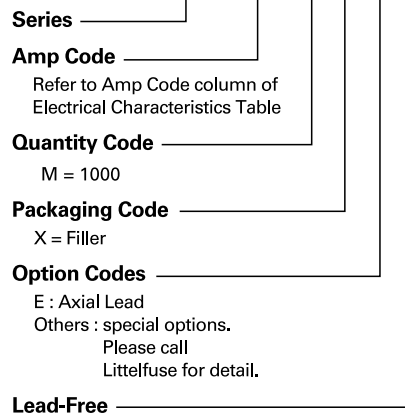 Series
Amp Code
Refer to Amp Code column of
Electrical Characteristics Table
Quantity Code
M = 1000
Packaging Code
X = Filler
Option Codes
E : Axial Lead
Others : special options.
Please call
Littelfuse for detail.
Lead-Free